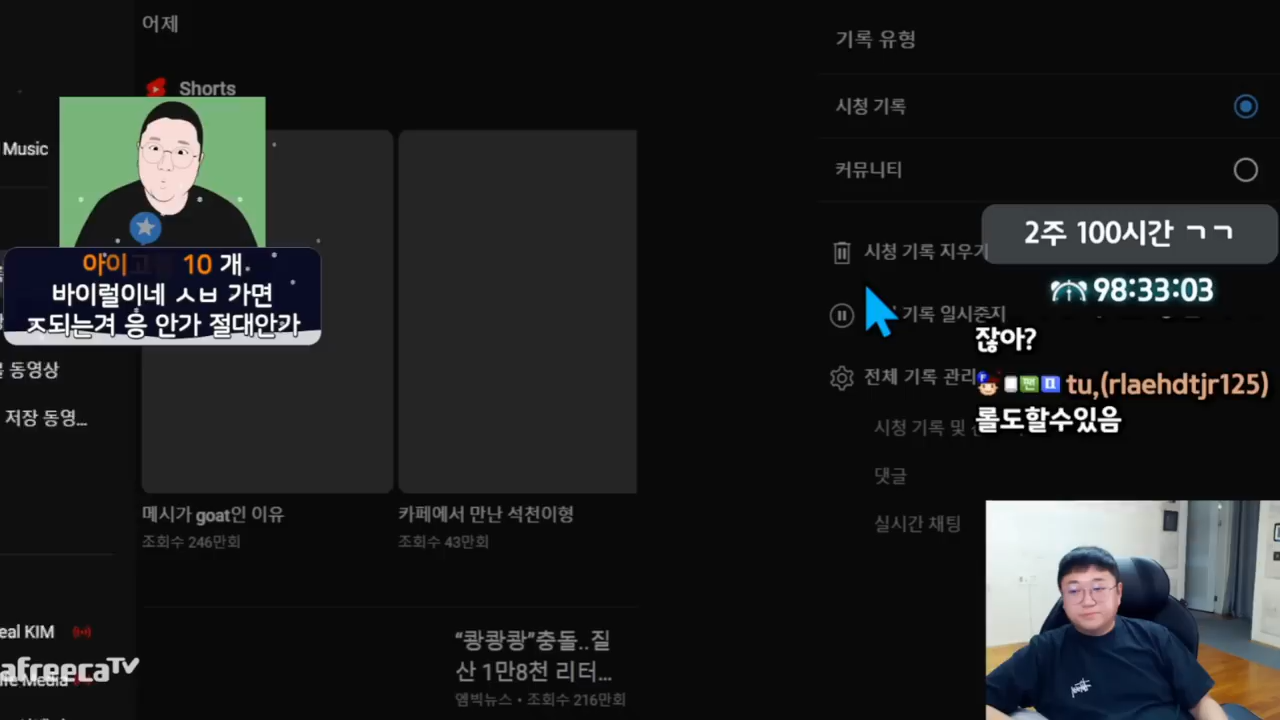 어제
Shorts
Music
아이고 10 개
바이럴이네 ㅅㅂ 가면
ㅈ되는겨 응 안가 절대안가
동영상
저장 동영...
메시가 goat인 이유
조회수 246만회
카페에서 만난 석천이형
조회수 43만회
“쾅쾅쾅”충돌..질
산 1만8천 리터...
엠빅뉴스 • 조회수 216만회
eal KIM
afreecaTV
기록 유형
시청 기록
커뮤니티
시청 기록 지우기
기록 일시중지
전체 기록 관리
시청 기록 및
댓글
실시간 채팅
2주 100시간 ㄱㄱ
98:33:03
잖아?
팬 tu,(rlaehdtjr125)
롤도할수있음